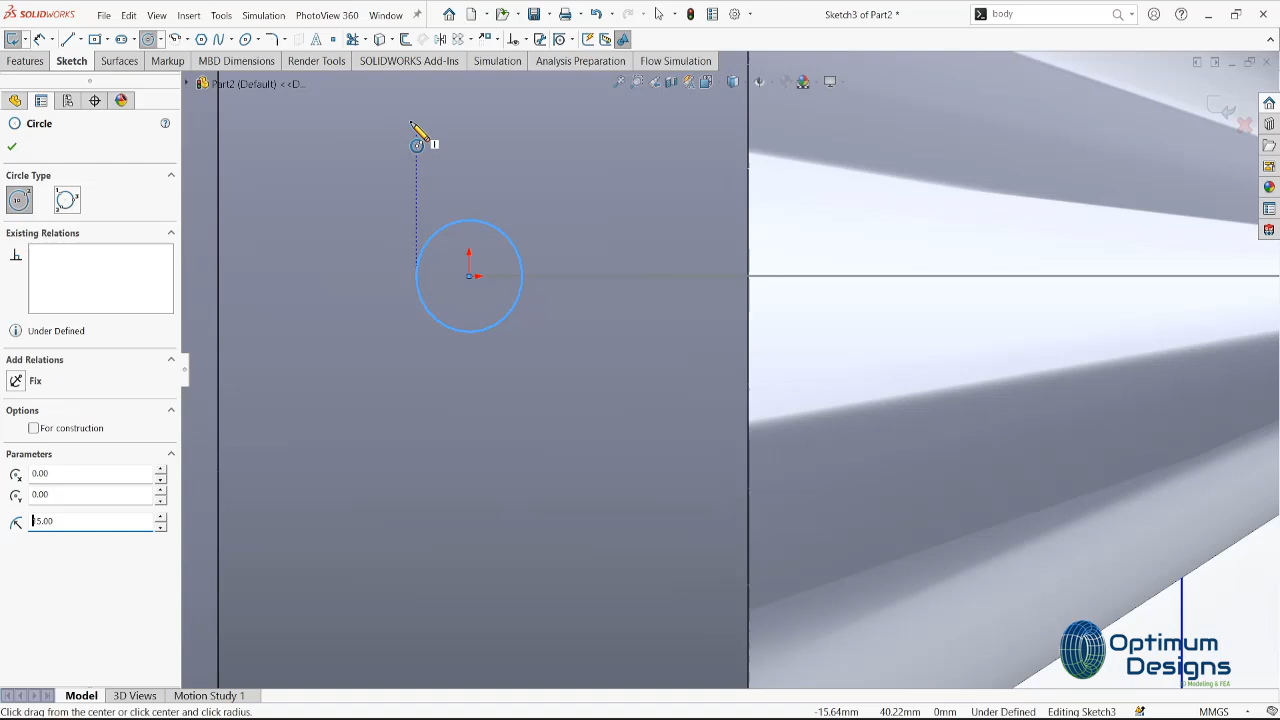 SOLIDWORKS
File
Edit
View
Insert
Tools
Simulation
PhotoView 360
Window
Sketch3 of Part2 *
body
Features
Sketch
Surfaces
Markup
MBD Dimensions
Render Tools
SOLIDWORKS Add-Ins
Simulation
Analysis Preparation
Flow Simulation
Part2 (Default) <<D...
Circle
Circle Type
Existing Relations
Under Defined
Add Relations
Fix
Options
For construction
Parameters
0.00
0.00
15.00
Optimum
Designs
3D Modeling & FEA
Model
3D Views
Motion Study 1
Click drag from the center or click center and click radius.
-15.64mm
40.22mm
0mm
Under Defined
Editing Sketch3
MMGS